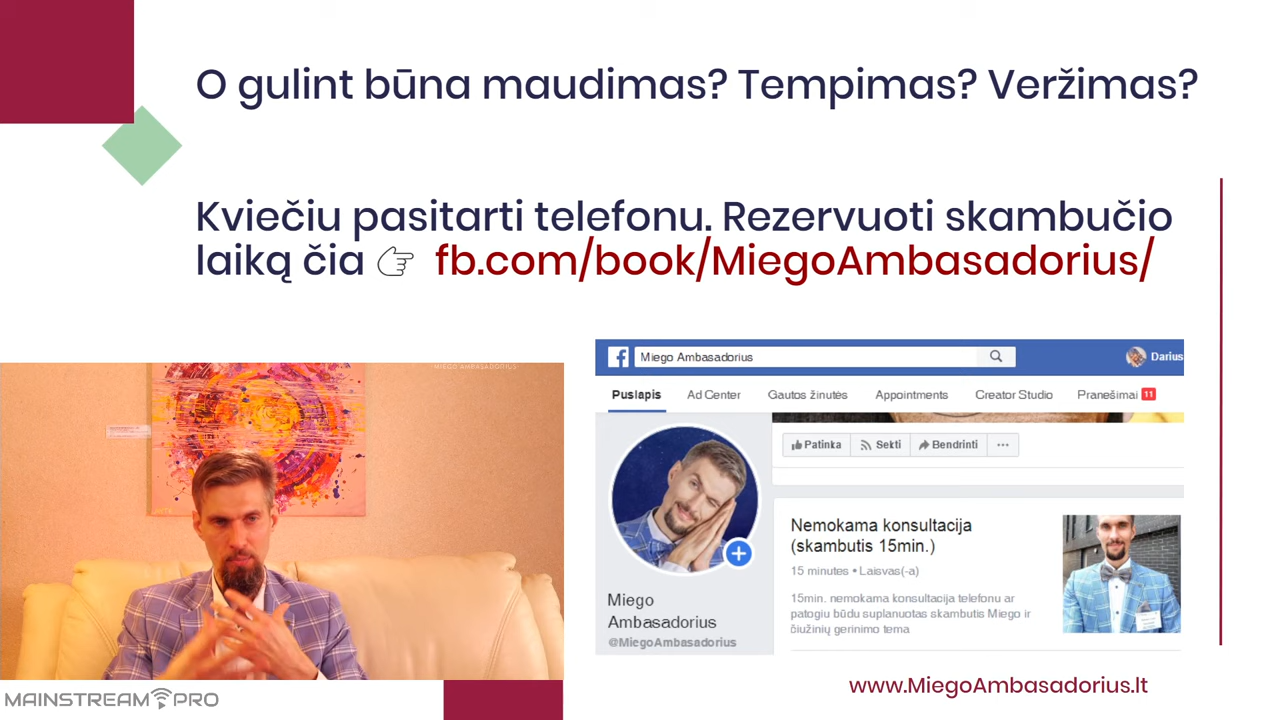 O gulint būna maudimas? Tempimas? Veržimas?
Kviečiu pasitarti telefonu. Rezervuoti skambučio
laiką čia 👉 fb.com/book/MiegoAmbasadorius/
MIEGO AMBASADORIUS
Miego Ambasadorius
Darius
Puslapis
Ad Center
Gautos žinutės
Appointments
Creator Studio
Pranešimai 11
Patinka
Sekti
Bendrinti
...
Nemokama konsultacija
(skambutis 15min.)
15 minutes • Laisvas(-a)
15min. nemokama konsultacija telefonu ar
patogiu būdu suplanuotas skambutis Miego ir
čiužinių gerinimo tema
Miego
Ambasadorius
@MiegoAmbasadorius
www.MiegoAmbasadorius.lt
MAINSTREAM PRO